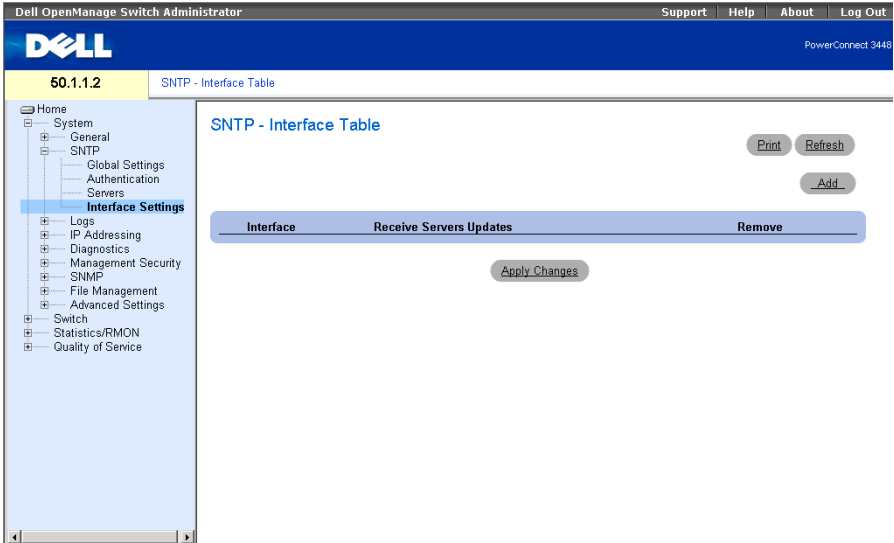 Dell OpenManage Switch Administrator
Support Help About Log Out
DELL
PowerConnect 3448
50.1.1.2
SNTP - Interface Table
Home
System
General
SNTP
Global Settings
Authentication
Servers
Interface Settings
Logs
IP Addressing
Diagnostics
Management Security
SNMP
File Management
Advanced Settings
Switch
Statistics/RMON
Quality of Service
SNTP - Interface Table
Print Refresh
Add
Interface Receive Servers Updates Remove
Apply Changes